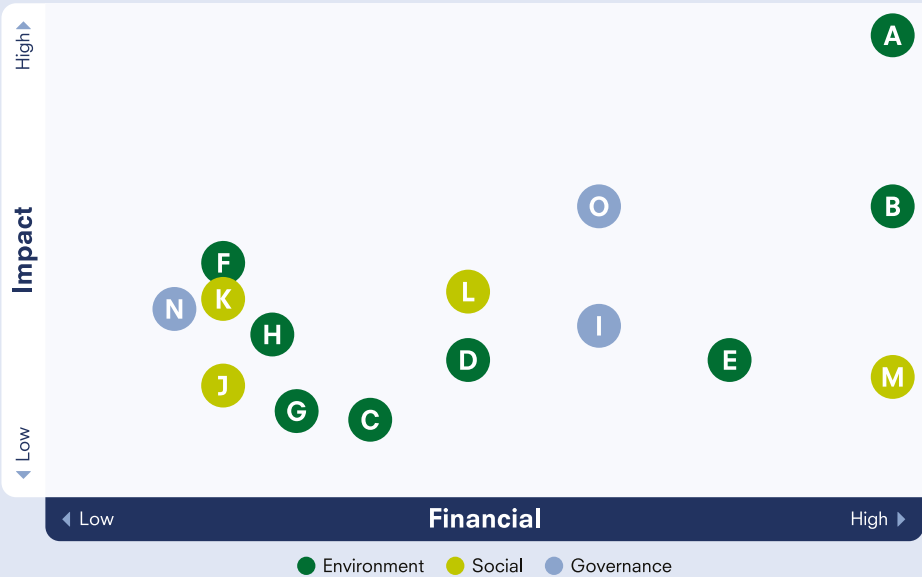 High
A
O
B
Impact
F
K
L
N
I
H
D
E
J
M
G
C
Low
Low
Financial
High
Environment
Social
Governance